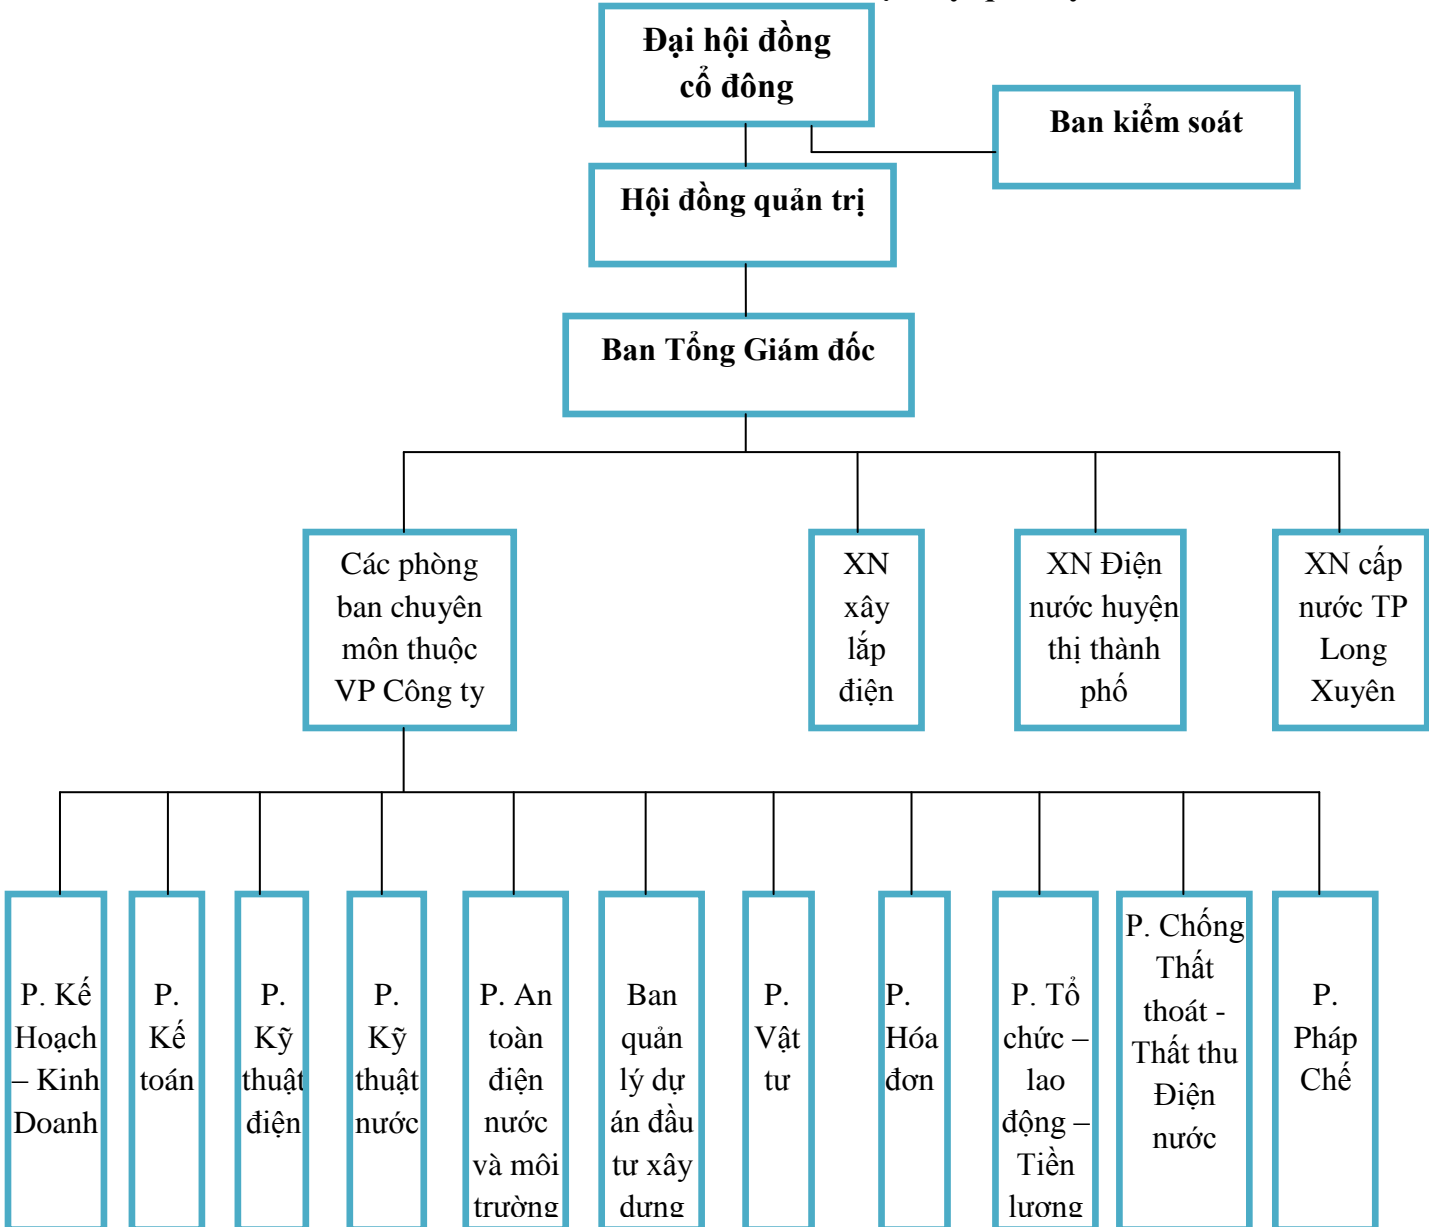 Đại hội đồng
cổ đông
Ban kiểm soát
Hội đồng quản trị
Ban Tổng Giám đốc
Các phòng
ban chuyên
môn thuộc
VP Công ty
XN
xây
lắp
điện
XN Điện
nước huyện
thị thành
phố
XN cấp
nước TP
Long
Xuyên
P. Kế
Hoạch
– Kinh
Doanh
P.
Kế
toán
P.
Kỹ
thuật
điện
P.
Kỹ
thuật
nước
P. An
toàn
điện
nước
và môi
trường
Ban
quản
lý dự
án đầu
tư xây
dựng
P.
Vật
tư
P.
Hóa
đơn
P. Tổ
chức –
lao
động –
Tiền
lương
P. Chống
Thất
thoát -
Thất thu
Điện
nước
P.
Pháp
Chế